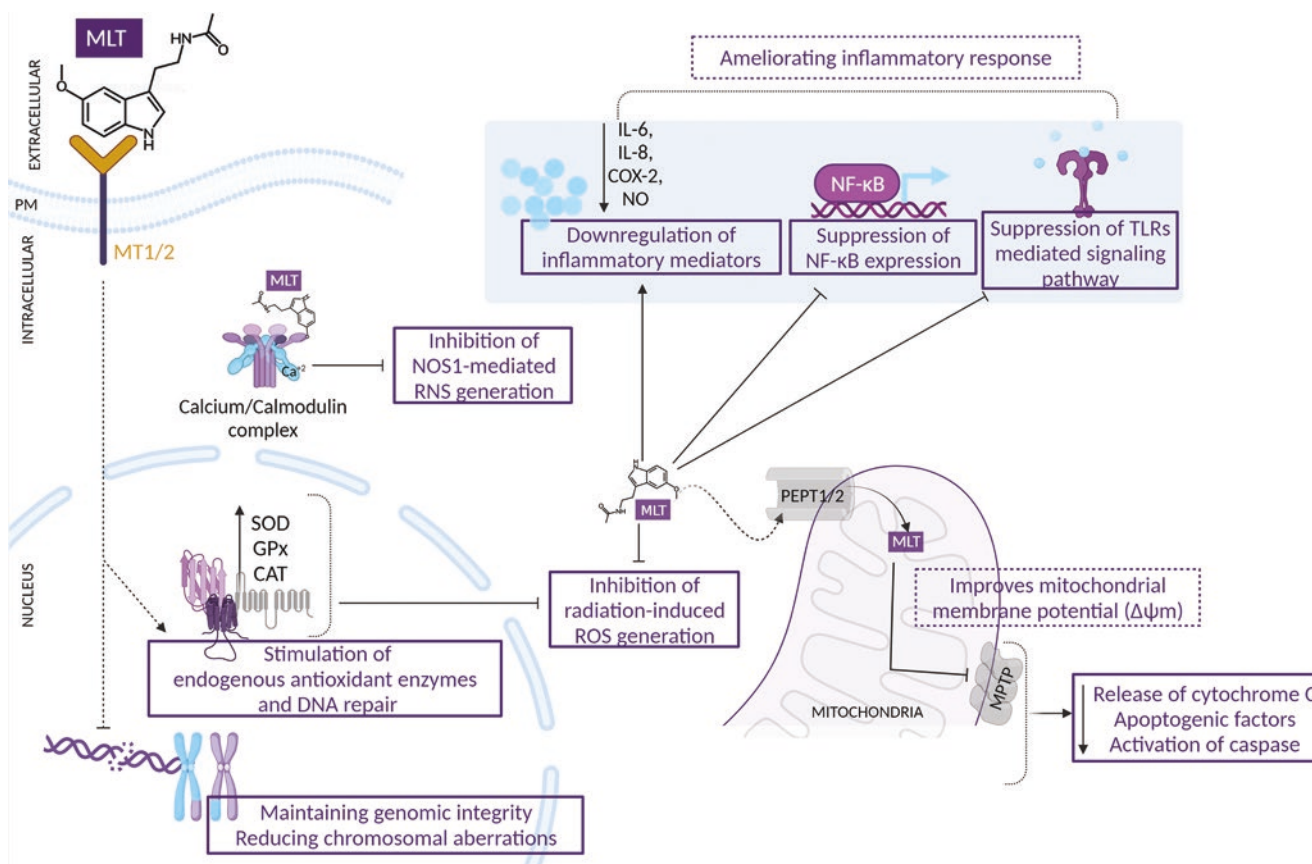 MLT
NH
O
O
N
H
EXTRACELLULAR
PM
INTRACELLULAR
NUCLEUS
MT1/2
Ameliorating inflammatory response
IL-6,
IL-8,
COX-2,
NO
NF-κB
Downregulation of
inflammatory mediators
Suppression of
NF-κB expression
Suppression of TLRs
mediated signaling
pathway
MLT
Ca+2
Calcium/Calmodulin
complex
Inhibition of
NOS1-mediated
RNS generation
MLT
PEPT1/2
MLT
SOD
GPx
CAT
Inhibition of
radiation-induced
ROS generation
Improves mitochondrial
membrane potential (Δψm)
Stimulation of
endogenous antioxidant enzymes
and DNA repair
MITOCHONDRIA
MPTP
Release of cytochrome C
Apoptogenic factors
Activation of caspase
Maintaining genomic integrity
Reducing chromosomal aberrations